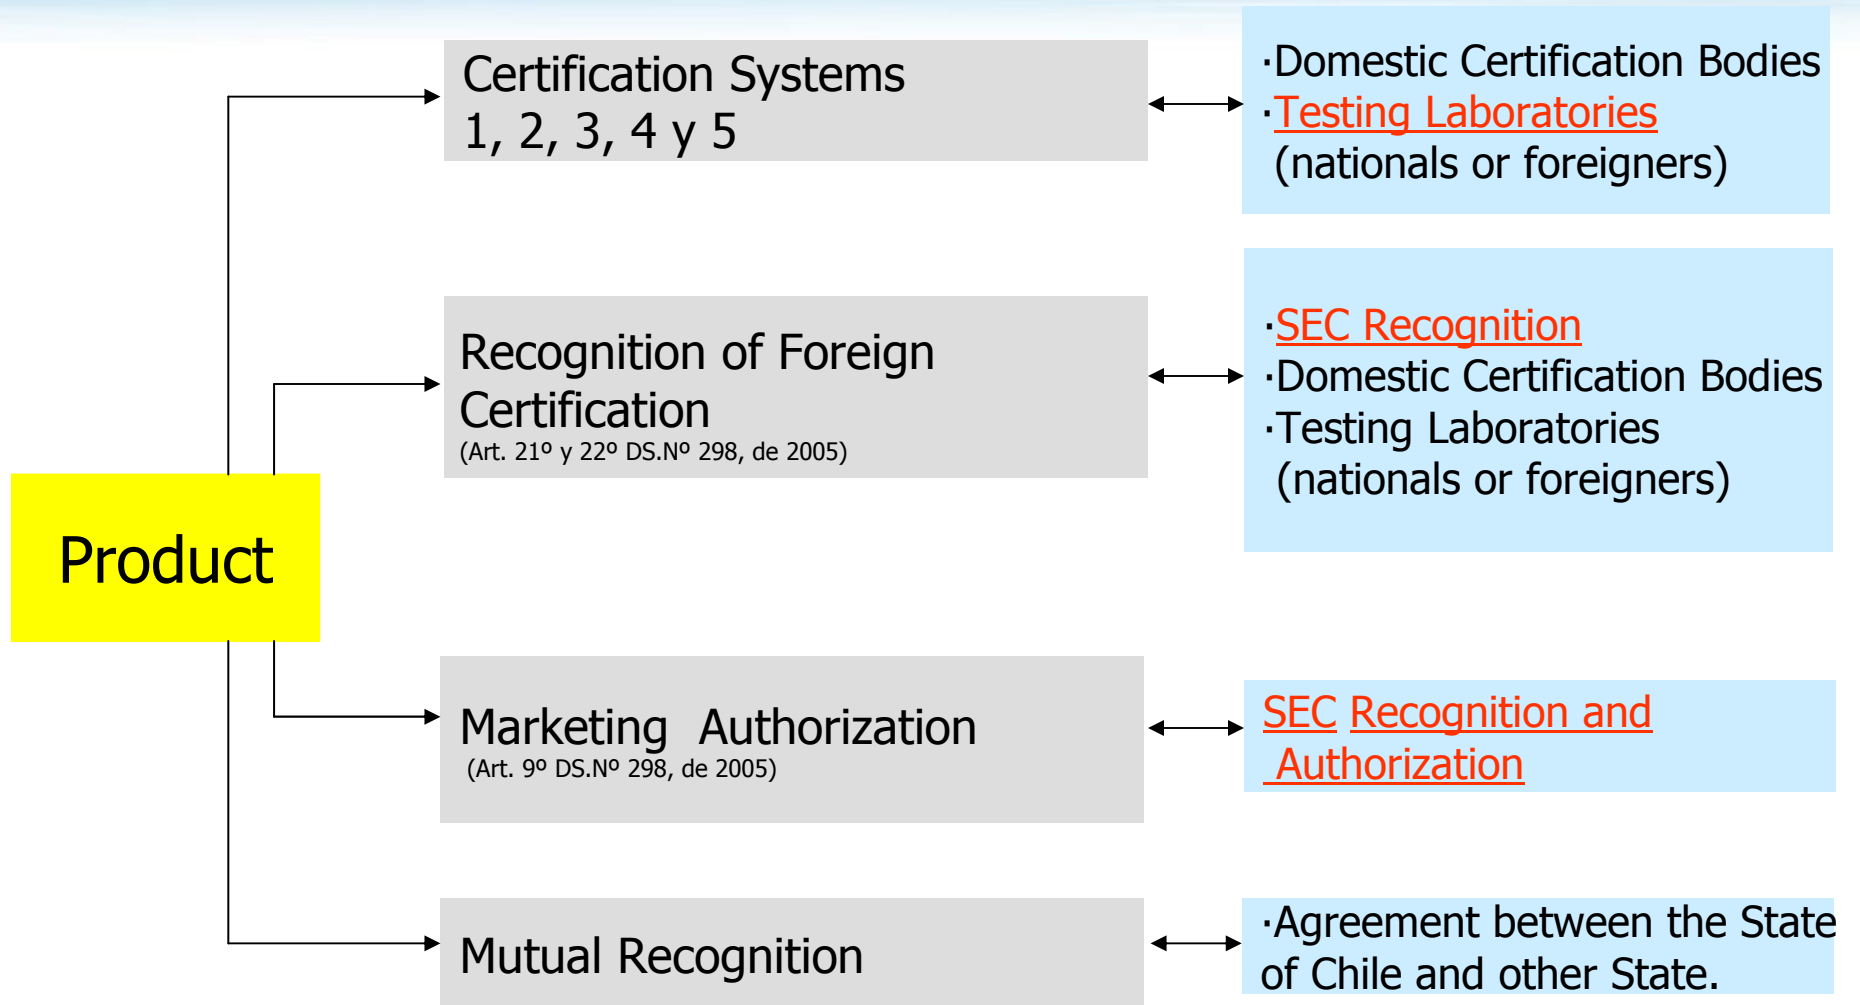 Certification Systems
1, 2, 3, 4 y 5
·Domestic Certification Bodies
·Testing Laboratories
(nationals or foreigners)
Recognition of Foreign
Certification
(Art. 21º y 22º DS.Nº 298, de 2005)
·SEC Recognition
·Domestic Certification Bodies
·Testing Laboratories
(nationals or foreigners)
Product
Marketing Authorization
(Art. 9º DS.Nº 298, de 2005)
SEC Recognition and
Authorization
Mutual Recognition
·Agreement between the State
of Chile and other State.